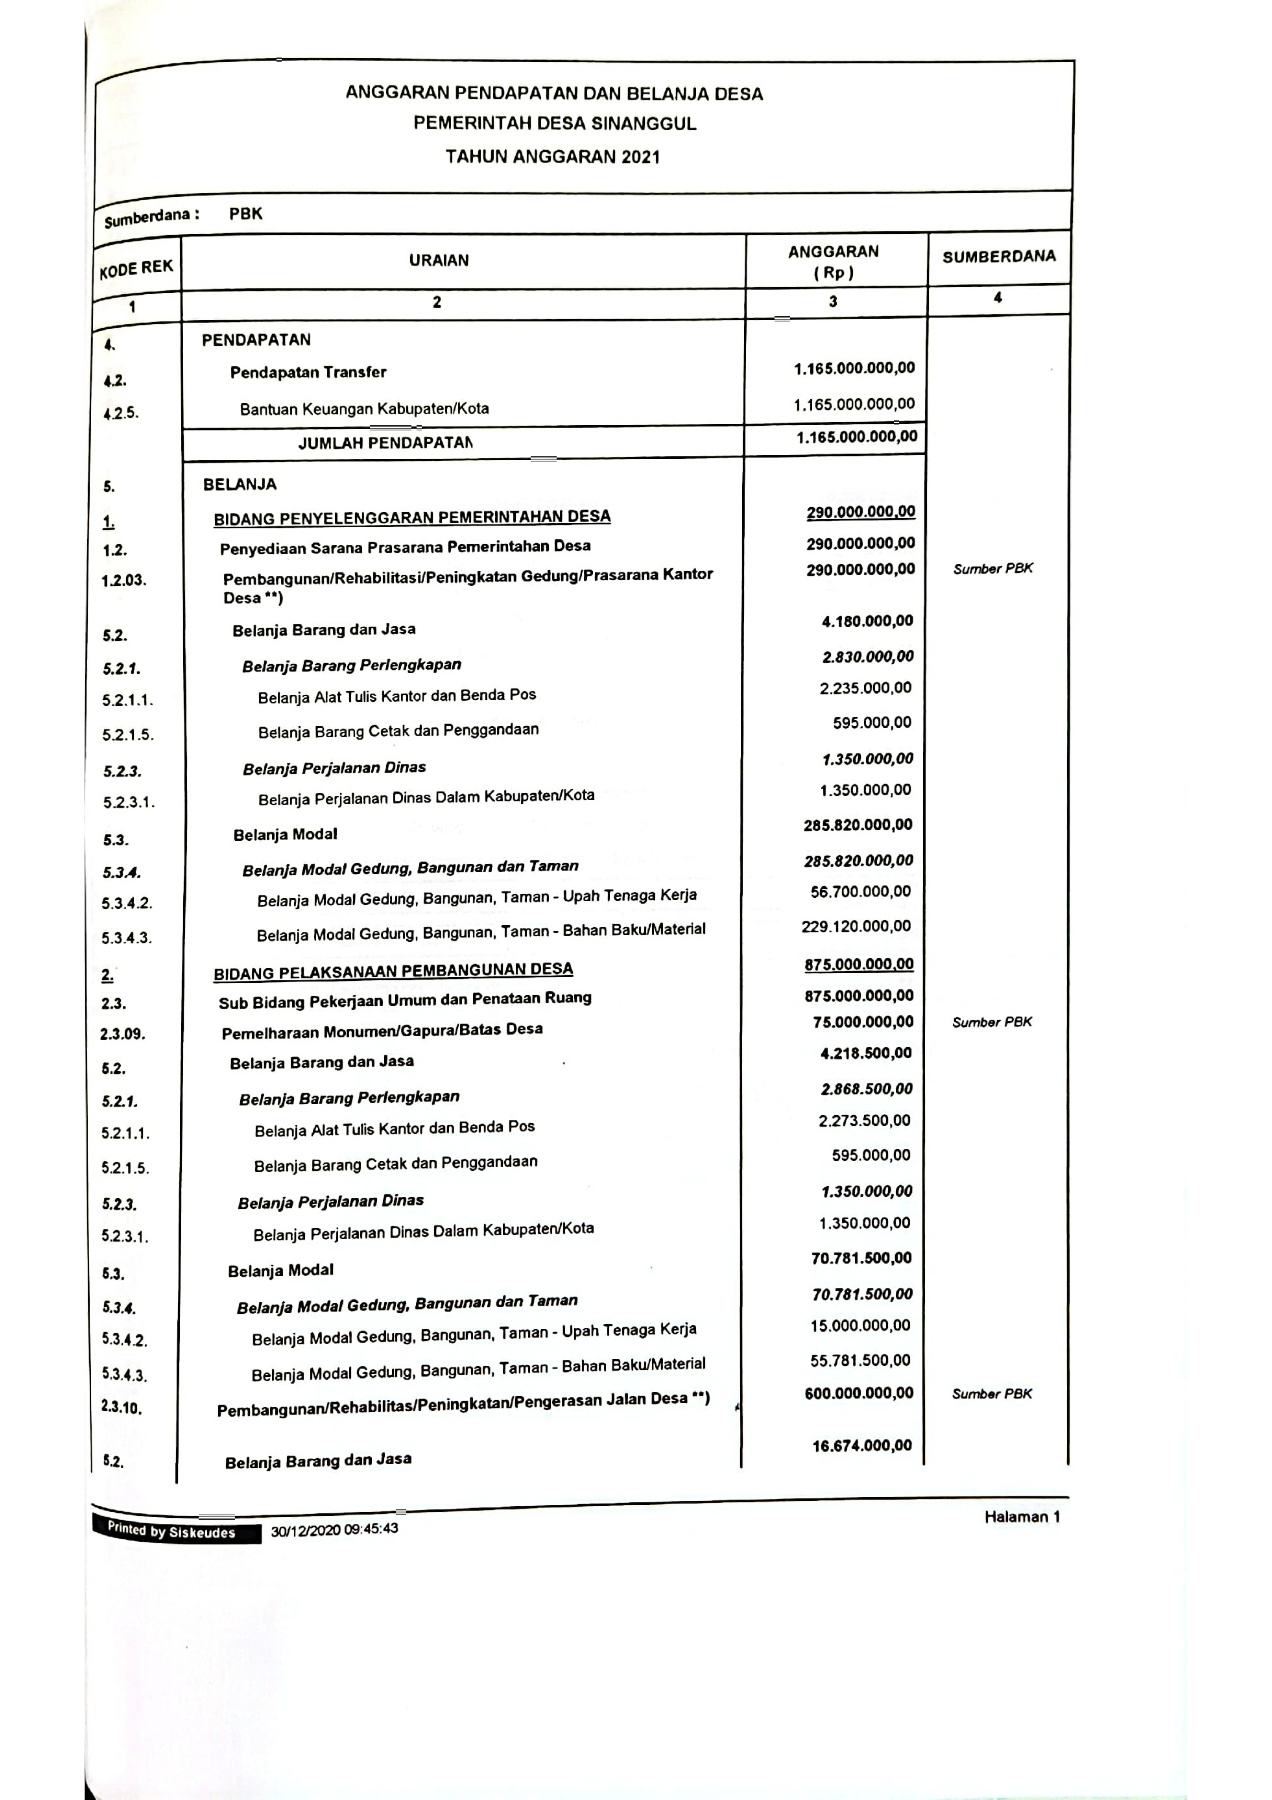 ANGGARAN PENDAPATAN DAN BELANJA DESA
PEMERINTAH DESA SINANGGUL
TAHUN ANGGARAN 2021
Sumberdana : PBK
KODE REK URAIAN ANGGARAN ( Rp ) SUMBERDANA
1 2 3 4
4. PENDAPATAN
4.2. Pendapatan Transfer 1.165.000.000,00
4.2.5. Bantuan Keuangan Kabupaten/Kota 1.165.000.000,00
JUMLAH PENDAPATAN 1.165.000.000,00
5. BELANJA
1. BIDANG PENYELENGGARAN PEMERINTAHAN DESA 290.000.000,00
1.2. Penyediaan Sarana Prasarana Pemerintahan Desa 290.000.000,00
1.2.03. Pembangunan/Rehabilitasi/Peningkatan Gedung/Prasarana Kantor 290.000.000,00 Sumber PBK
Desa **)
5.2. Belanja Barang dan Jasa 4.180.000,00
5.2.1. Belanja Barang Perlengkapan 2.830.000,00
5.2.1.1. Belanja Alat Tulis Kantor dan Benda Pos 2.235.000,00
5.2.1.5. Belanja Barang Cetak dan Penggandaan 595.000,00
5.2.3. Belanja Perjalanan Dinas 1.350.000,00
5.2.3.1. Belanja Perjalanan Dinas Dalam Kabupaten/Kota 1.350.000,00
5.3. Belanja Modal 285.820.000,00
5.3.4. Belanja Modal Gedung, Bangunan dan Taman 285.820.000,00
5.3.4.2. Belanja Modal Gedung, Bangunan, Taman - Upah Tenaga Kerja 56.700.000,00
5.3.4.3. Belanja Modal Gedung, Bangunan, Taman - Bahan Baku/Material 229.120.000,00
2. BIDANG PELAKSANAAN PEMBANGUNAN DESA 875.000.000,00
2.3. Sub Bidang Pekerjaan Umum dan Penataan Ruang 875.000.000,00
2.3.09. Pemelharaan Monumen/Gapura/Batas Desa 75.000.000,00 Sumber PBK
5.2. Belanja Barang dan Jasa 4.218.500,00
5.2.1. Belanja Barang Perlengkapan 2.868.500,00
5.2.1.1. Belanja Alat Tulis Kantor dan Benda Pos 2.273.500,00
5.2.1.5. Belanja Barang Cetak dan Penggandaan 595.000,00
5.2.3. Belanja Perjalanan Dinas 1.350.000,00
5.2.3.1. Belanja Perjalanan Dinas Dalam Kabupaten/Kota 1.350.000,00
5.3. Belanja Modal 70.781.500,00
5.3.4. Belanja Modal Gedung, Bangunan dan Taman 70.781.500,00
5.3.4.2. Belanja Modal Gedung, Bangunan, Taman - Upah Tenaga Kerja 15.000.000,00
5.3.4.3. Belanja Modal Gedung, Bangunan, Taman - Bahan Baku/Material 55.781.500,00
2.3.10. Pembangunan/Rehabilitas/Peningkatan/Pengerasan Jalan Desa **) 600.000.000,00 Sumber PBK
5.2. Belanja Barang dan Jasa 16.674.000,00
Printed by Siskeudes 30/12/2020 09:45:43 Halaman 1